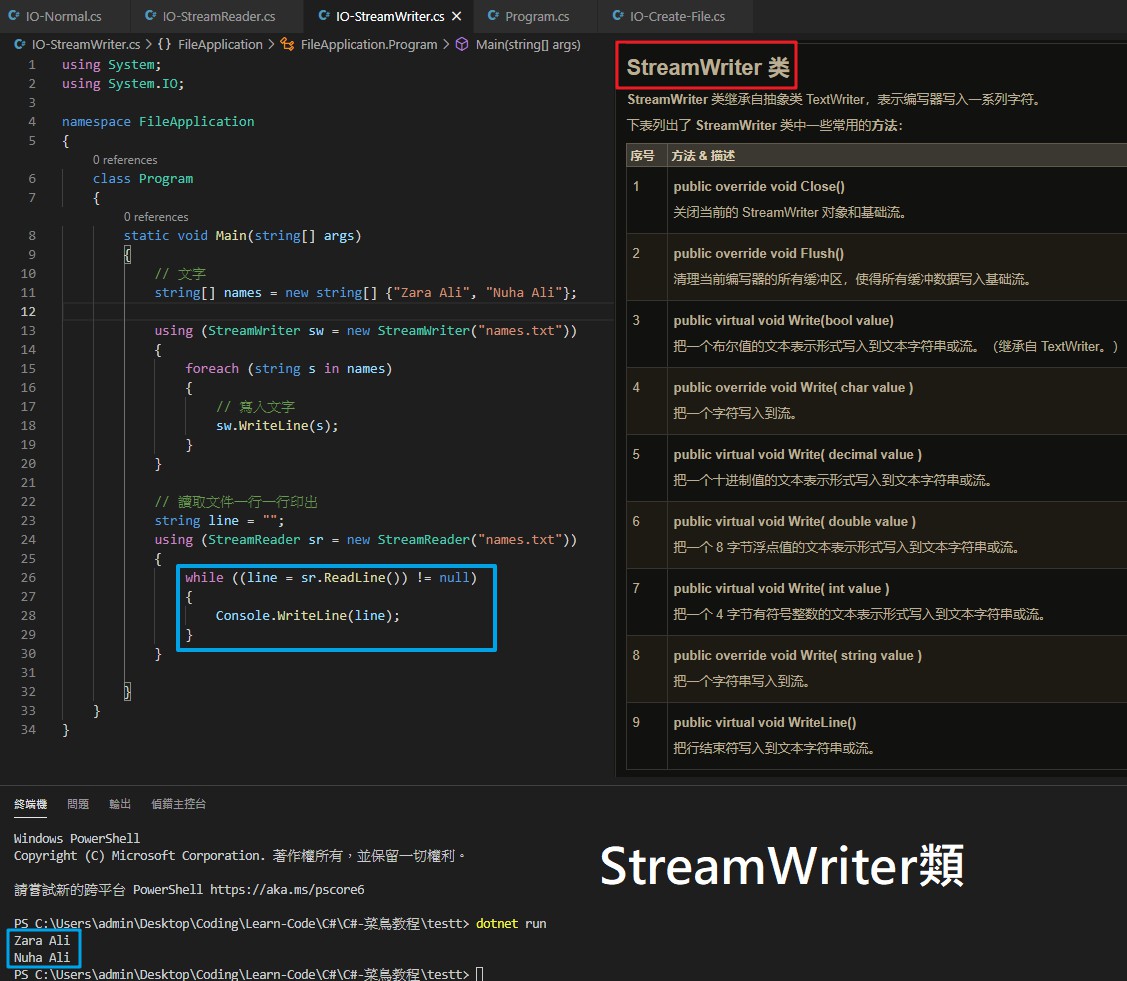 IO-Normal.cs
IO-StreamReader.cs
IO-StreamWriter.cs
Program.cs
IO-Create-File.cs
IO-StreamWriter.cs > {} FileApplication > FileApplication.Program > Main(string[] args)
1 using System;
2 using System.IO;
3
4 namespace FileApplication
5 {
0 references
6 class Program
7 {
0 references
8 static void Main(string[] args)
9 {
10 // 文字
11 string[] names = new string[] {"Zara Ali", "Nuha Ali"};
12
13 using (StreamWriter sw = new StreamWriter("names.txt"))
14 {
15 foreach (string s in names)
16 {
17 // 寫入文字
18 sw.WriteLine(s);
19 }
20 }
21
22 // 讀取文件一行一行印出
23 string line = "";
24 using (StreamReader sr = new StreamReader("names.txt"))
25 {
26 while ((line = sr.ReadLine()) != null)
27 {
28 Console.WriteLine(line);
29 }
30 }
31
32 }
33 }
34 }
StreamWriter 类
StreamWriter 类继承自抽象类 TextWriter，表示编写器写入一系列字符。
下表列出了 StreamWriter 类中一些常用的方法：
序号 方法 & 描述
1 public override void Close()
关闭当前的 StreamWriter 对象和基础流。
2 public override void Flush()
清理当前编写器的所有缓冲区，使得所有缓冲数据写入基础流。
3 public virtual void Write(bool value)
把一个布尔值的文本表示形式写入到文本字符串或流。（继承自 TextWriter。）
4 public override void Write( char value )
把一个字符写入到流。
5 public virtual void Write( decimal value )
把一个十进制值的文本表示形式写入到文本字符串或流。
6 public virtual void Write( double value )
把一个 8 字节浮点值的文本表示形式写入到文本字符串或流。
7 public virtual void Write( int value )
把一个 4 字节有符号整数的文本表示形式写入到文本字符串或流。
8 public override void Write( string value )
把一个字符串写入到流。
9 public virtual void WriteLine()
把行结束符写入到文本字符串或流。
終端機 問題 輸出 偵錯主控台
Windows PowerShell
Copyright (C) Microsoft Corporation. 著作權所有，並保留一切權利。
請嘗試新的跨平台 PowerShell https://aka.ms/pscore6
PS C:\Users\admin\Desktop\Coding\Learn-Code\C#\C#-菜鳥教程\testt> dotnet run
Zara Ali
Nuha Ali
PS C:\Users\admin\Desktop\Coding\Learn-Code\C#\C#-菜鳥教程\testt>
StreamWriter類